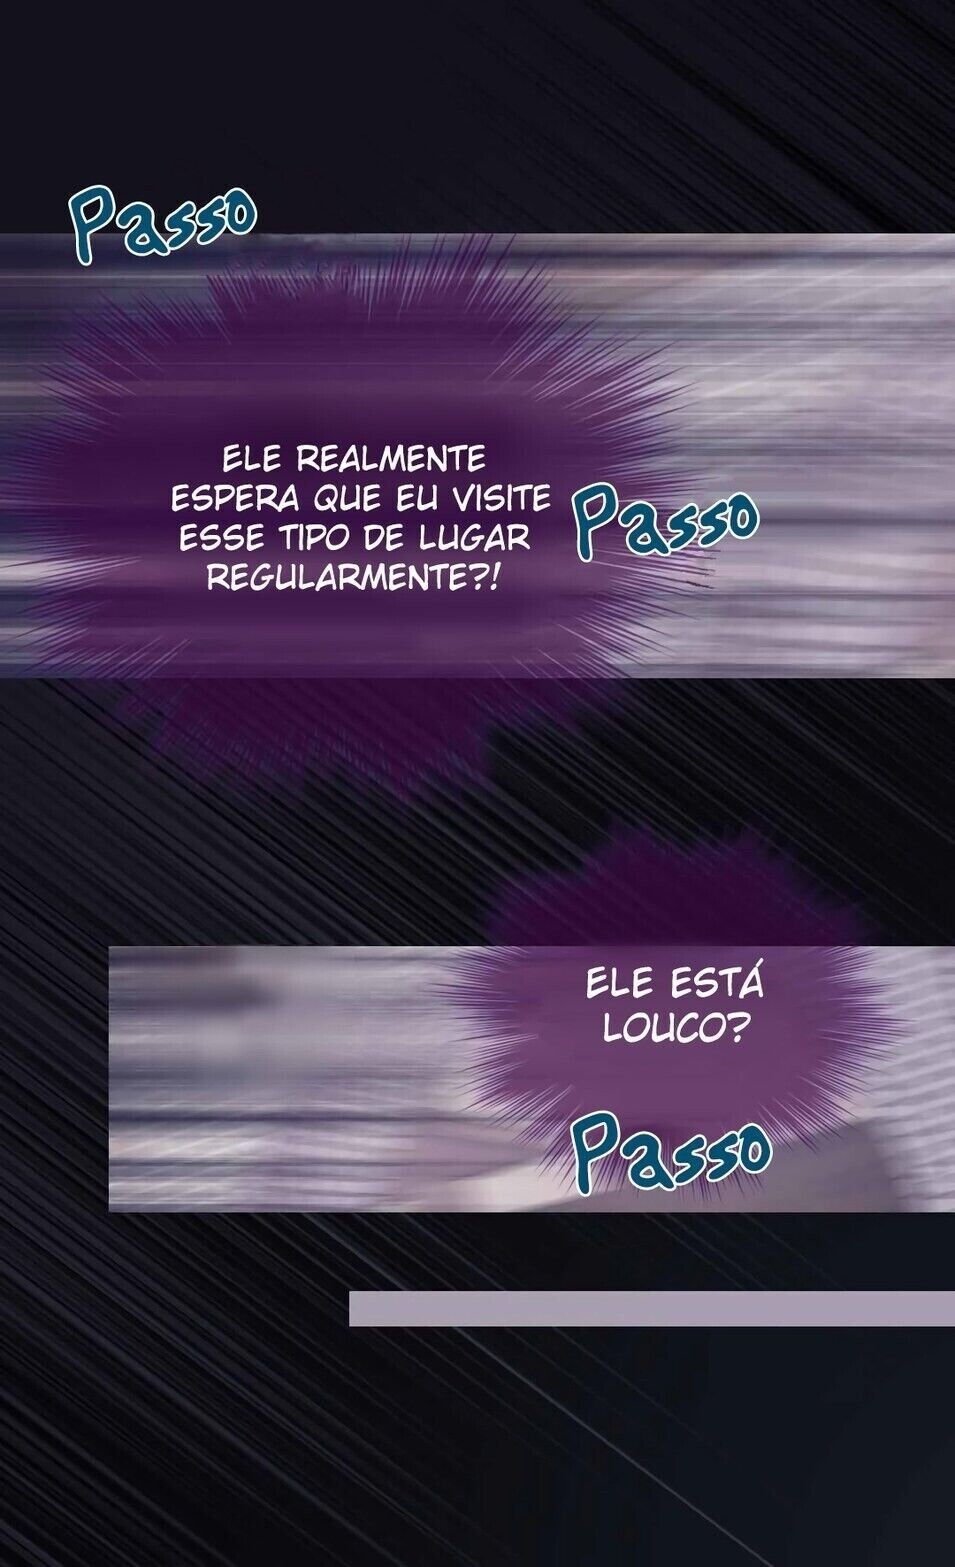 Passo
ELE REALMENTE
ESPERA QUE EU VISITE
ESSE TIPO DE LUGAR
REGULARMENTE?!
Passo
ELE ESTÁ
LOUCO?
Passo